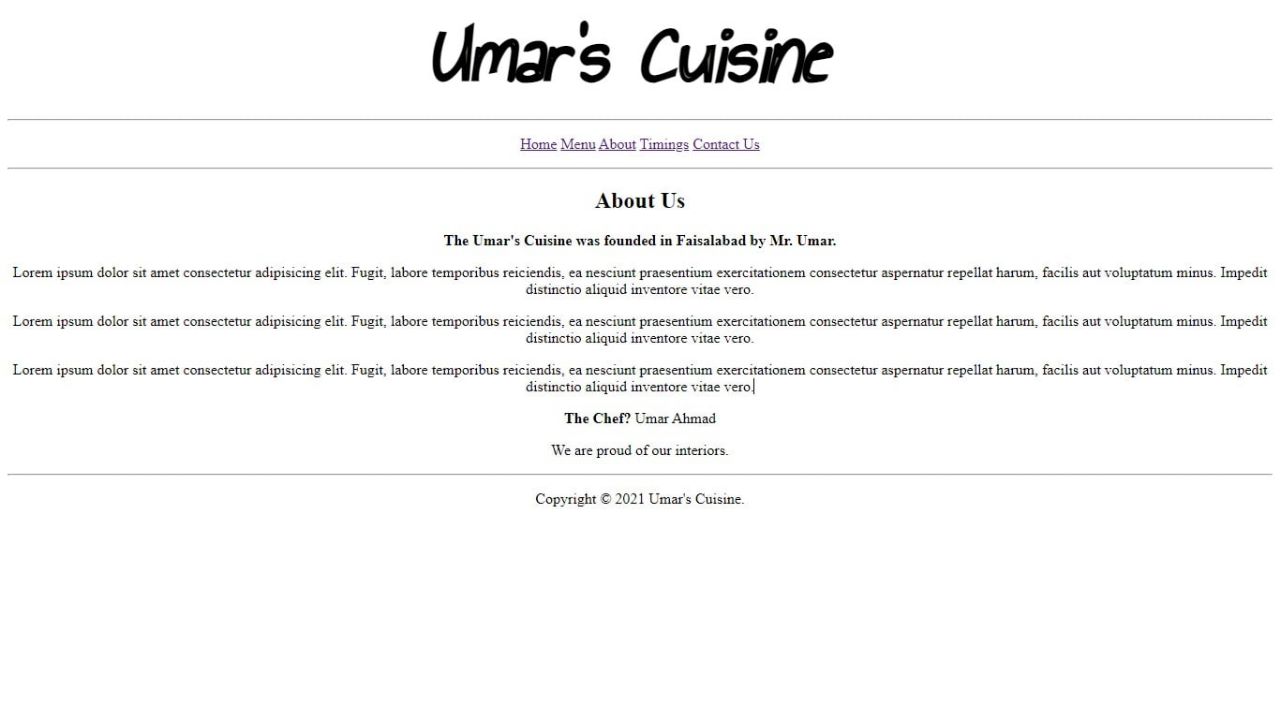 Umar's Cuisine
Home Menu About Timings Contact Us
About Us
The Umar's Cuisine was founded in Faisalabad by Mr. Umar.
Lorem ipsum dolor sit amet consectetur adipisicing elit. Fugit, labore temporibus reiciendis, ea nesciunt praesentium exercitationem consectetur aspernatur repellat harum, facilis aut voluptatum minus. Impedit
distinctio aliquid inventore vitae vero.
Lorem ipsum dolor sit amet consectetur adipisicing elit. Fugit, labore temporibus reiciendis, ea nesciunt praesentium exercitationem consectetur aspernatur repellat harum, facilis aut voluptatum minus. Impedit
distinctio aliquid inventore vitae vero.
Lorem ipsum dolor sit amet consectetur adipisicing elit. Fugit, labore temporibus reiciendis, ea nesciunt praesentium exercitationem consectetur aspernatur repellat harum, facilis aut voluptatum minus. Impedit
distinctio aliquid inventore vitae vero.
The Chef? Umar Ahmad
We are proud of our interiors.
Copyright © 2021 Umar's Cuisine.